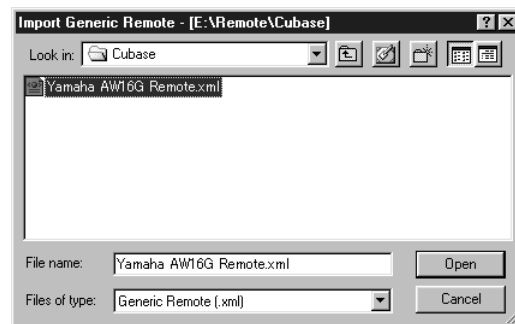 Import Generic Remote - [E:\Remote\Cubase]
Look in: Cubase
Yamaha AW16G Remote.xml
File name: Yamaha AW16G Remote.xml Open
Files of type: Generic Remote (.xml) Cancel